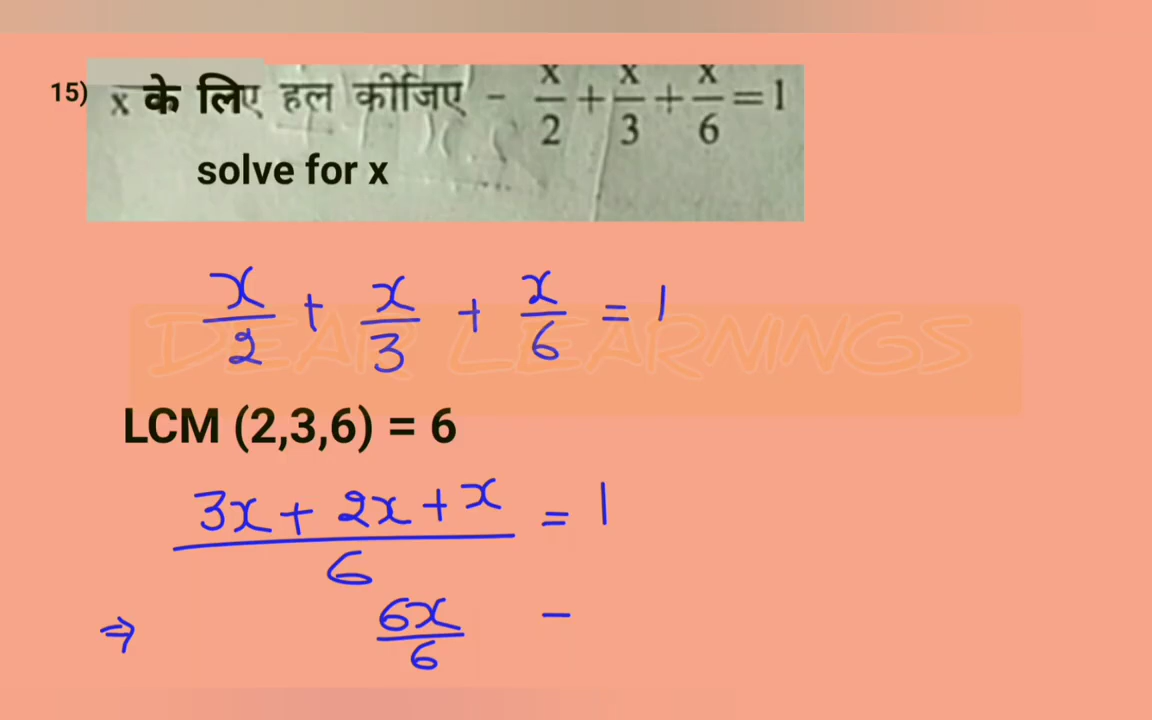 15) x के लिए हल कीजिए - x/2 + x/3 + x/6 = 1
solve for x
x/2 + x/3 + x/6 = 1
DEAR LEARNINGS
LCM (2,3,6) = 6
(3x + 2x + x)/6 = 1
⇒ 6x/6 –